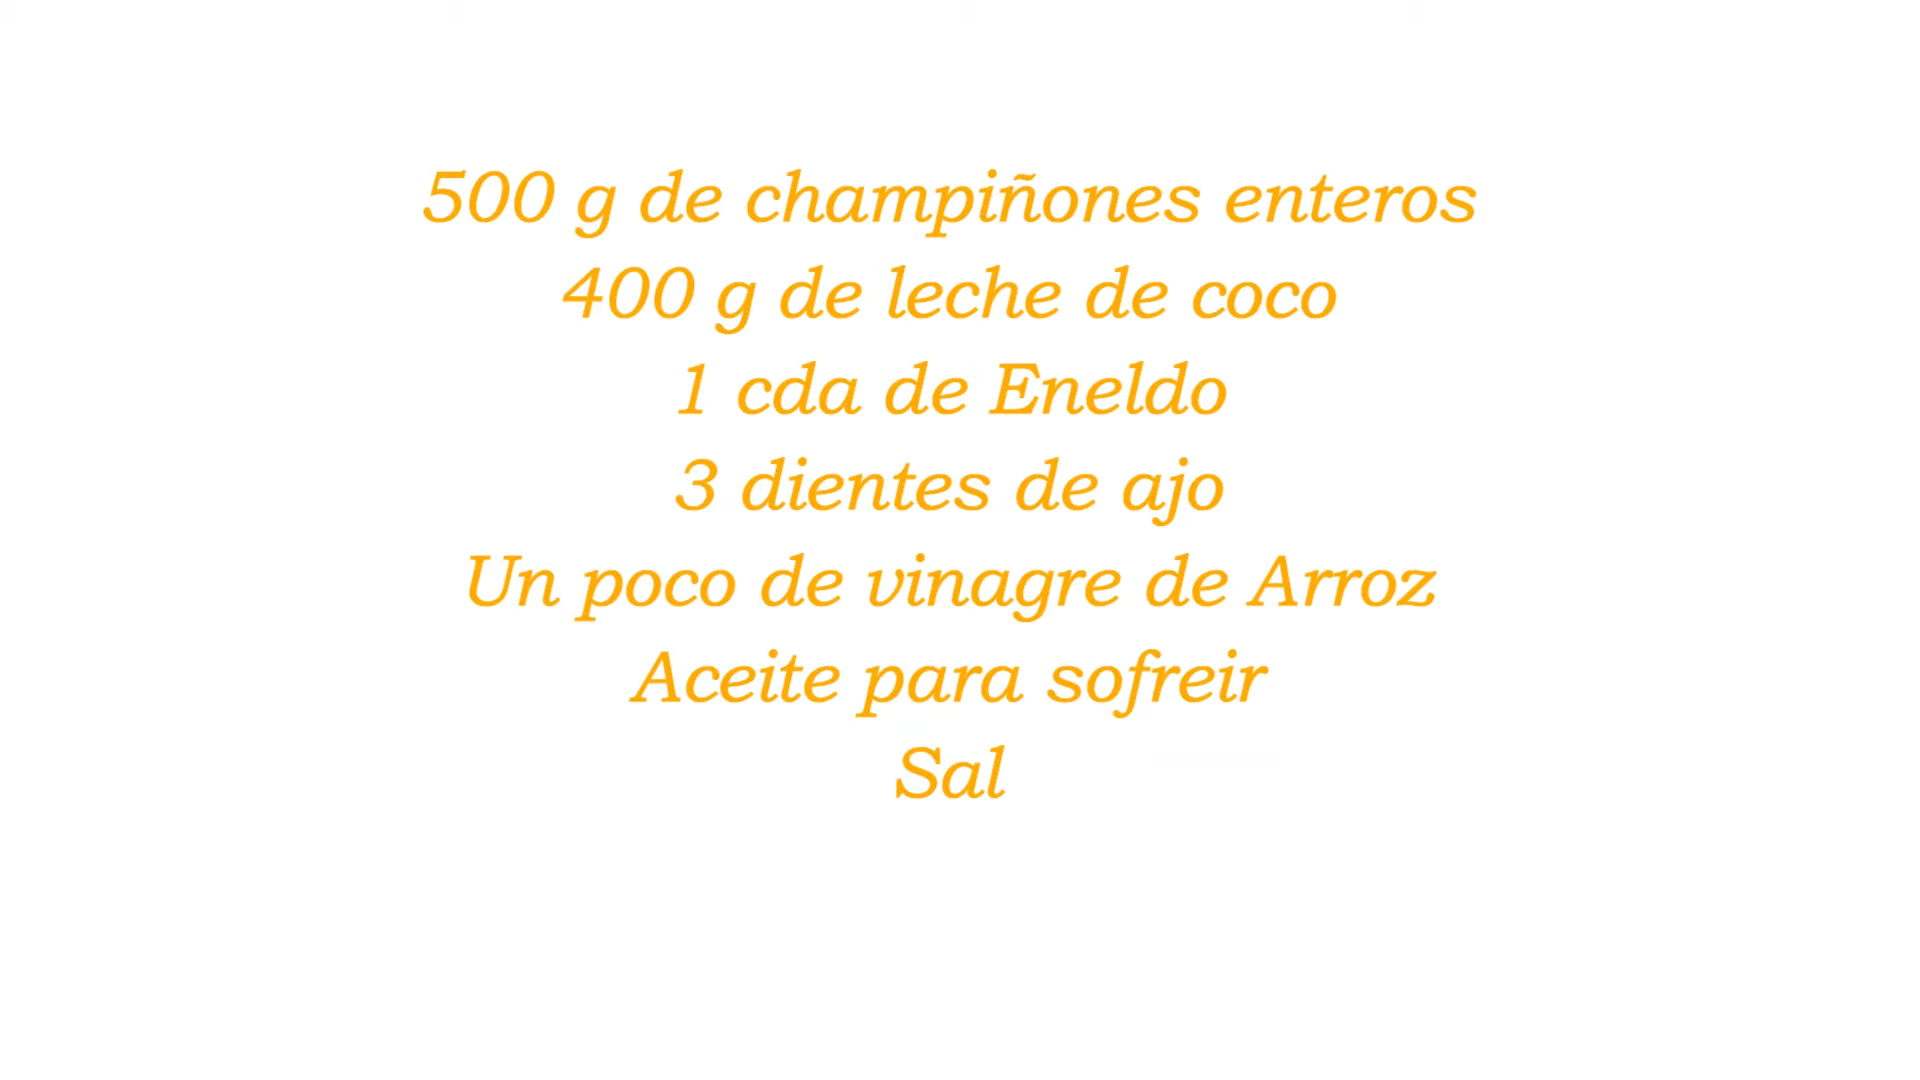 500 g de champiñones enteros
400 g de leche de coco
1 cda de Eneldo
3 dientes de ajo
Un poco de vinagre de Arroz
Aceite para sofreir
Sal